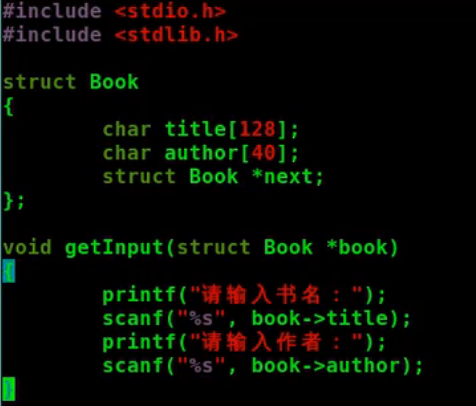 #include <stdio.h>
#include <stdlib.h>
struct Book
{
char title[128];
char author[40];
struct Book *next;
};
void getInput(struct Book *book)
{
printf("请输入书名：");
scanf("%s", book->title);
printf("请输入作者：");
scanf("%s", book->author);
}